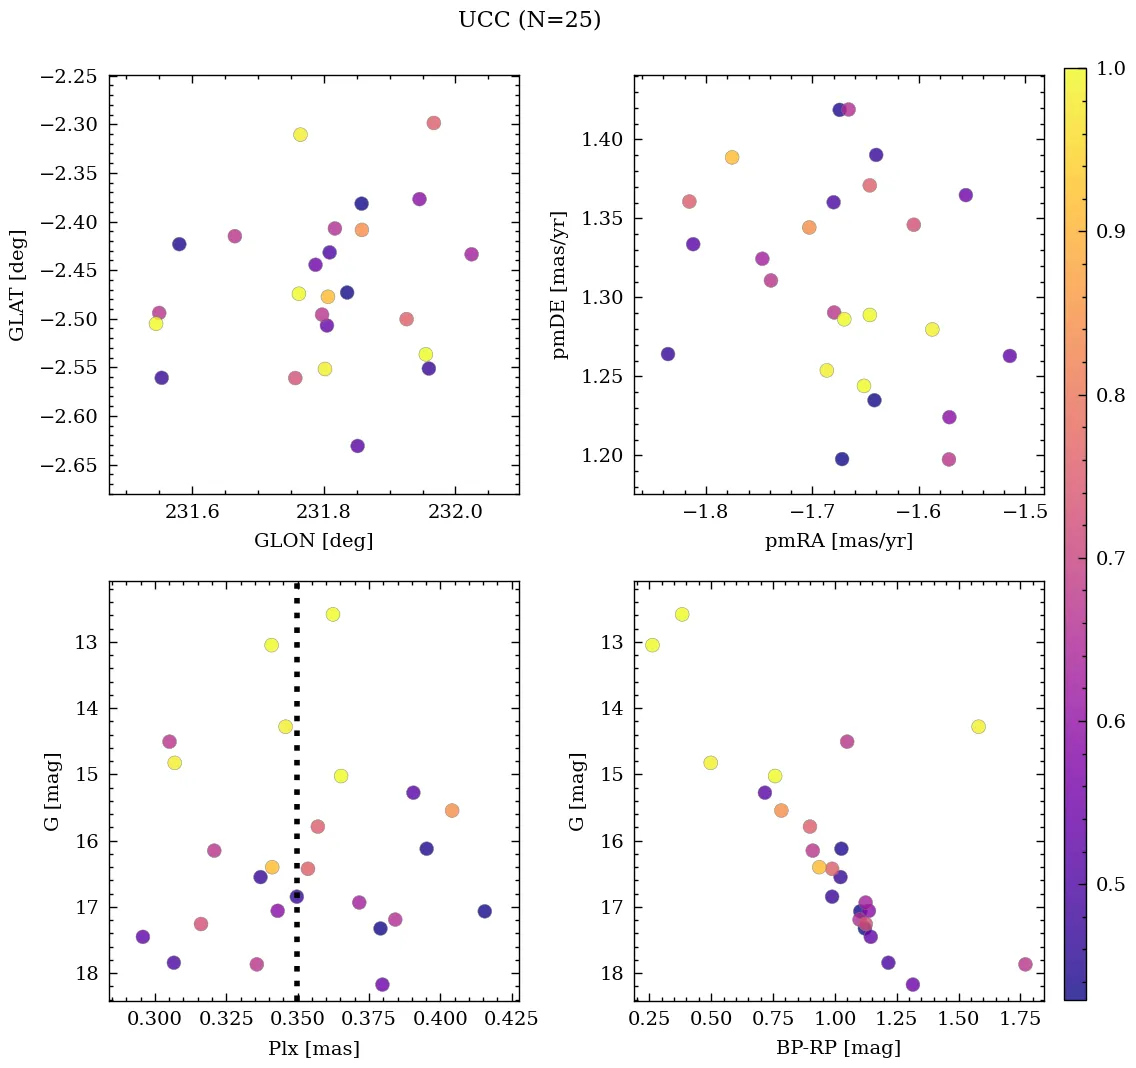 UCC (N=25)
−2.25
−2.30
−2.35
−2.40
−2.45
−2.50
−2.55
−2.60
−2.65
GLAT [deg]
231.6 231.8 232.0
GLON [deg]
1.40
1.35
1.30
1.25
1.20
pmDE [mas/yr]
−1.8 −1.7 −1.6 −1.5
pmRA [mas/yr]
13
14
15
16
17
18
G [mag]
0.300 0.325 0.350 0.375 0.400 0.425
Plx [mas]
13
14
15
16
17
18
G [mag]
0.25 0.50 0.75 1.00 1.25 1.50 1.75
BP-RP [mag]
1.0
0.9
0.8
0.7
0.6
0.5